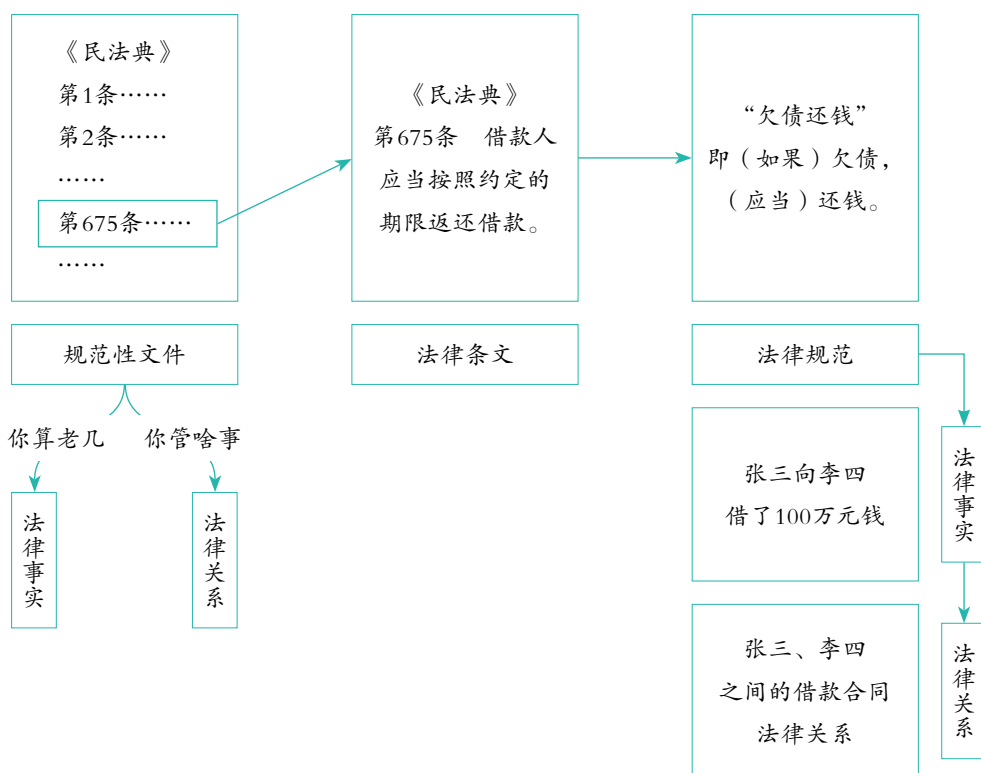 《民法典》
第1条……
第2条……
……
第675条……
……
《民法典》
第675条　借款人
应当按照约定的
期限返还借款。
“欠债还钱”
即（如果）欠债，
（应当）还钱。
规范性文件
法律条文
法律规范
你算老几
你管啥事
法律事实
法律关系
张三向李四
借了100万元钱
法律事实
张三、李四
之间的借款合同
法律关系
法律关系